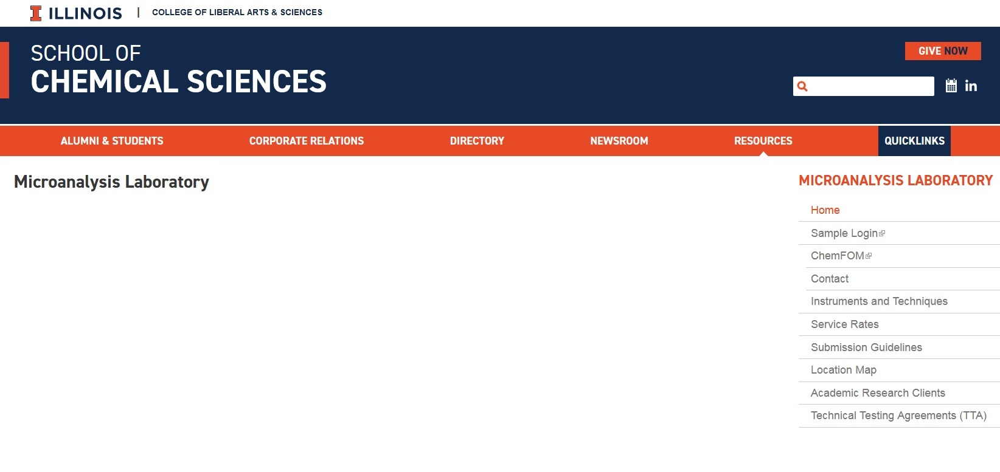 ILLINOIS | COLLEGE OF LIBERAL ARTS & SCIENCES
SCHOOL OF
CHEMICAL SCIENCES
GIVE NOW
in
ALUMNI & STUDENTS CORPORATE RELATIONS DIRECTORY NEWSROOM RESOURCES QUICKLINKS
Microanalysis Laboratory
MICROANALYSIS LABORATORY
Home
Sample Login
ChemFOM
Contact
Instruments and Techniques
Service Rates
Submission Guidelines
Location Map
Academic Research Clients
Technical Testing Agreements (TTA)